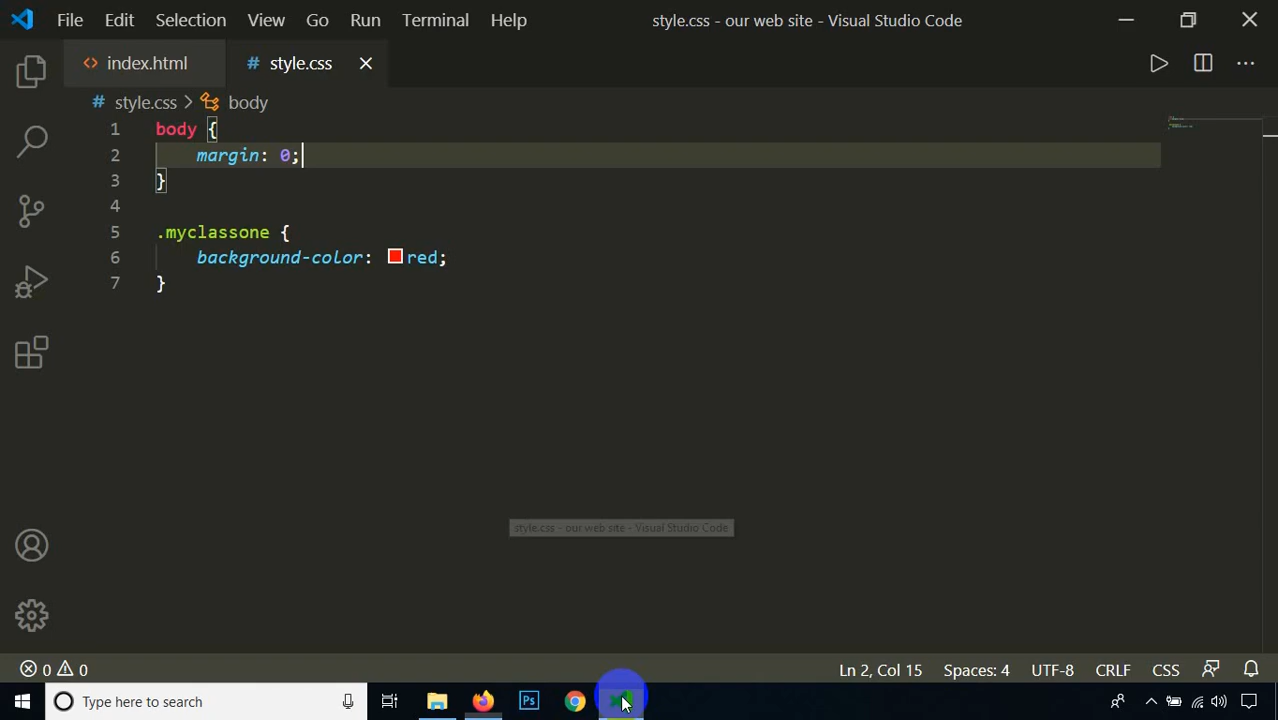 File Edit Selection View Go Run Terminal Help style.css - our web site - Visual Studio Code
<> index.html # style.css
# style.css > body
1 body {
2     margin: 0;
3 }
4
5 .myclassone {
6     background-color: red;
7 }
style.css - our web site - Visual Studio Code
0 0 Ln 2, Col 15 Spaces: 4 UTF-8 CRLF CSS
Type here to search Ps